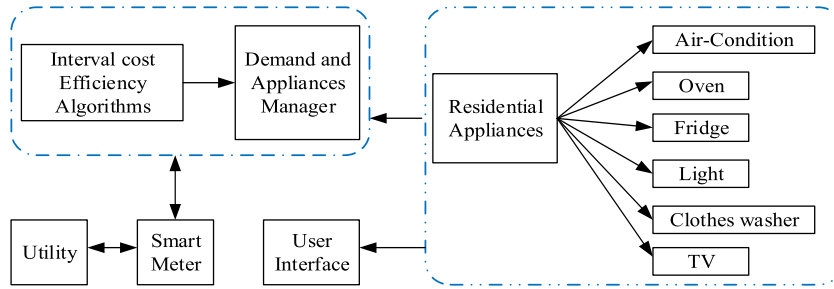 Interval cost
Efficiency
Algorithms
Demand and
Appliances
Manager
Residential
Appliances
Air-Condition
Oven
Fridge
Light
Clothes washer
TV
Utility
Smart
Meter
User
Interface